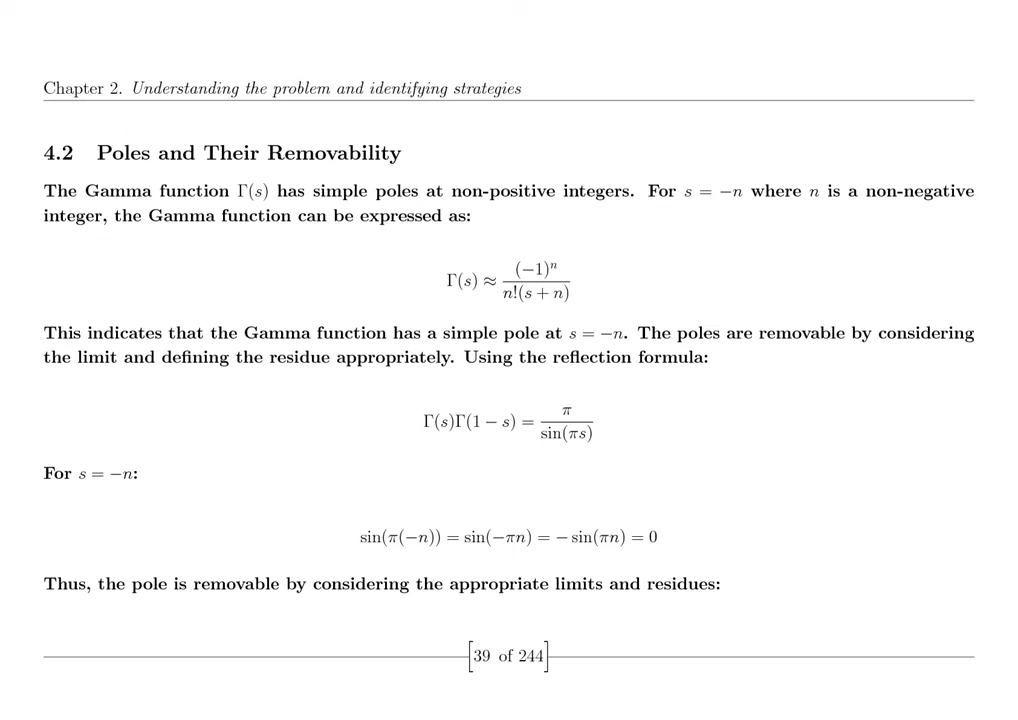 Chapter 2. Understanding the problem and identifying strategies
4.2 Poles and Their Removability
The Gamma function Γ(s) has simple poles at non-positive integers. For s = −n where n is a non-negative
integer, the Gamma function can be expressed as:
Γ(s) ≈ (−1)^n / n!(s + n)
This indicates that the Gamma function has a simple pole at s = −n. The poles are removable by considering
the limit and defining the residue appropriately. Using the reflection formula:
Γ(s)Γ(1 − s) = π / sin(πs)
For s = −n:
sin(π(−n)) = sin(−πn) = − sin(πn) = 0
Thus, the pole is removable by considering the appropriate limits and residues:
[39 of 244]